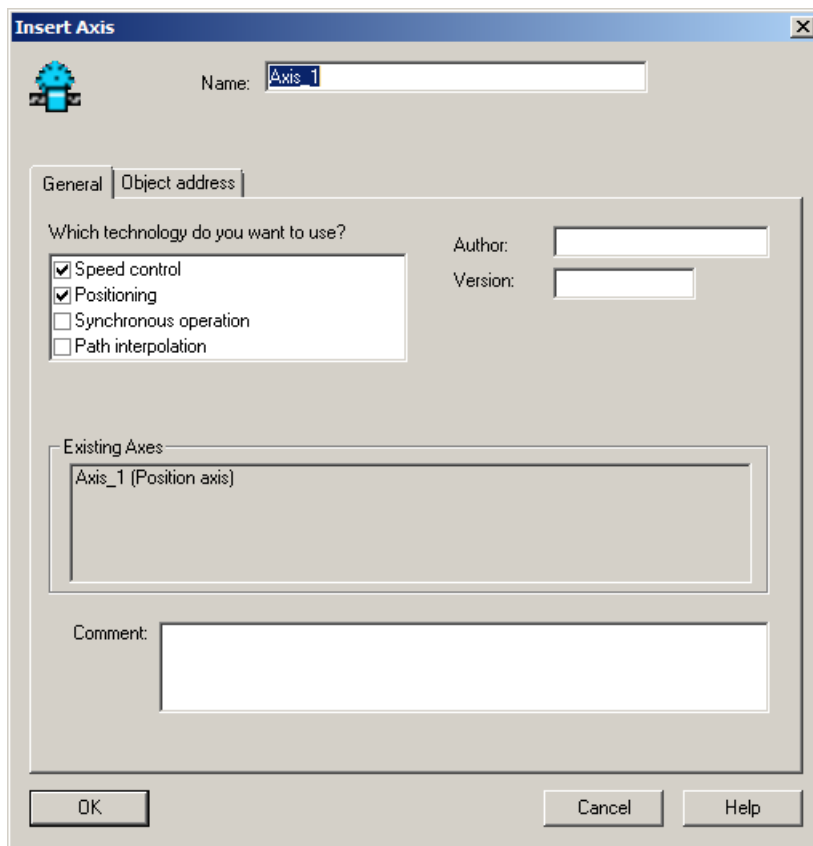 Insert Axis
Name: Axis_1
General Object address
Which technology do you want to use?
Speed control
Positioning
Synchronous operation
Path interpolation
Author:
Version:
Existing Axes
Axis_1 (Position axis)
Comment:
OK Cancel Help